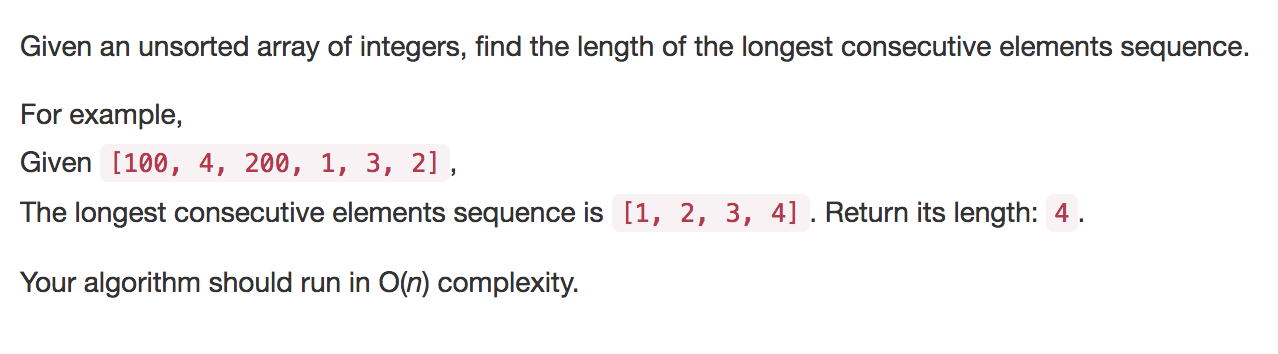 Given an unsorted array of integers, find the length of the longest consecutive elements sequence.
For example,
Given [100, 4, 200, 1, 3, 2],
The longest consecutive elements sequence is [1, 2, 3, 4]. Return its length: 4.
Your algorithm should run in O(n) complexity.